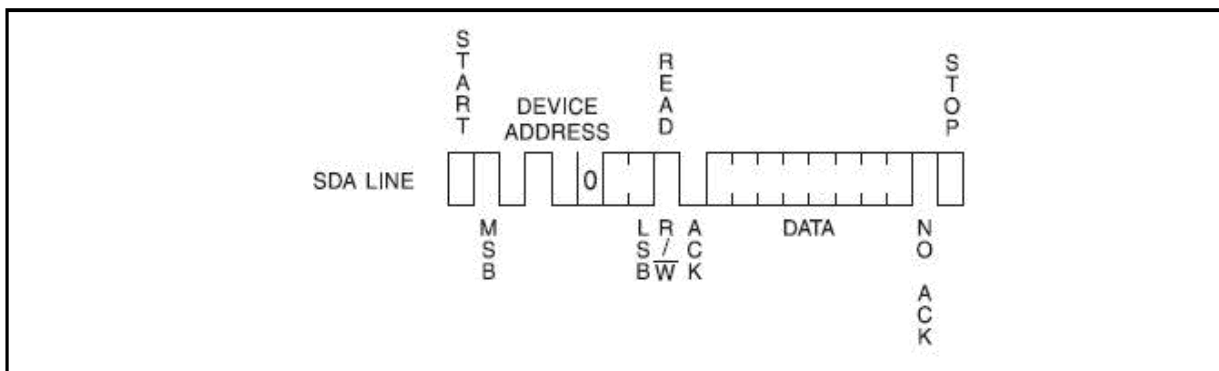 START
DEVICE
ADDRESS
READ
STOP
SDA LINE
0
MSB
LSB
R/W
ACK
DATA
NO ACK